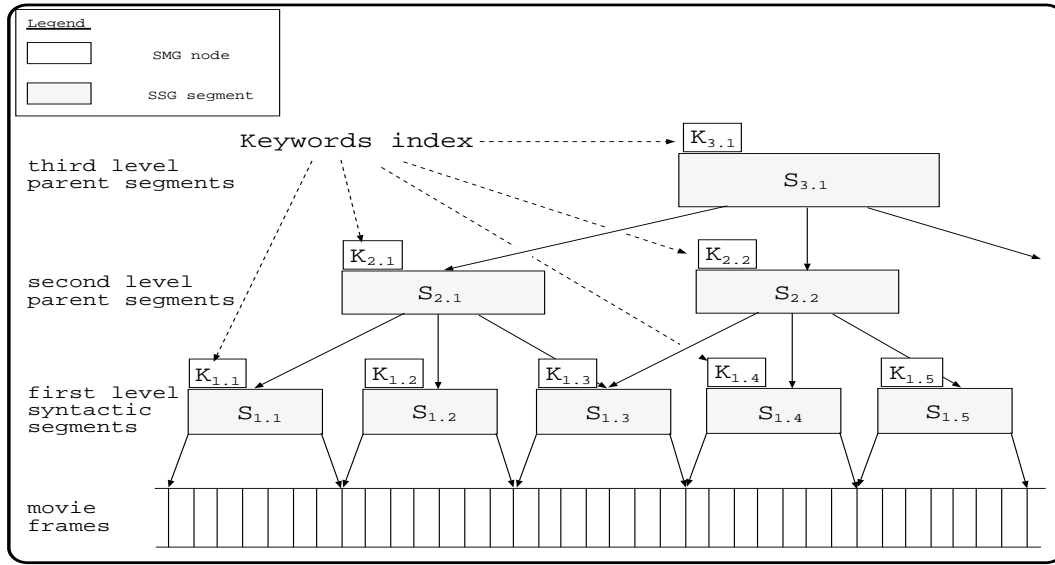 Legend
SMG node
SSG segment
Keywords index
K3.1
third level
parent segments
S3.1
K2.1
K2.2
second level
parent segments
S2.1
S2.2
K1.1
K1.2
K1.3
K1.4
K1.5
first level
syntactic
segments
S1.1
S1.2
S1.3
S1.4
S1.5
movie
frames